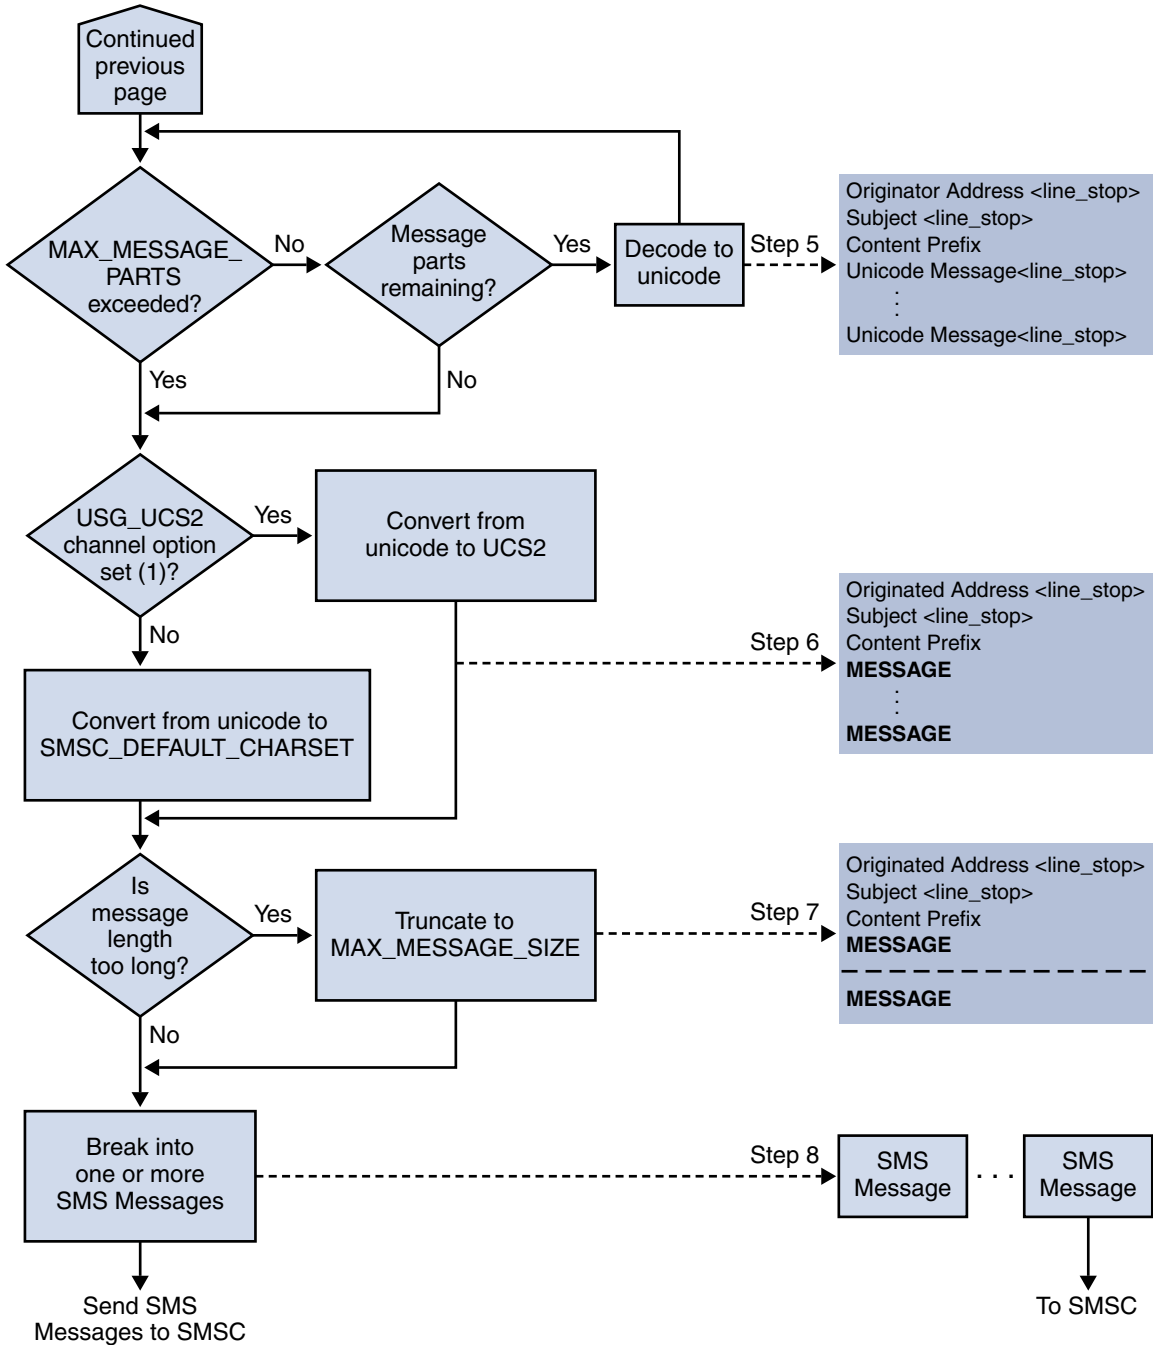 Continued
previous
page
MAX_MESSAGE_
PARTS
exceeded?
No
Message
parts
remaining?
Yes
Decode to
unicode
Step 5
Originator Address <line_stop>
Subject <line_stop>
Content Prefix
Unicode Message<line_stop>
Unicode Message<line_stop>
Yes
No
USG_UCS2
channel option
set (1)?
Yes
Convert from
unicode to UCS2
No
Step 6
Originated Address <line_stop>
Subject <line_stop>
Content Prefix
MESSAGE
MESSAGE
Convert from unicode to
SMSC_DEFAULT_CHARSET
Is
message
length
too long?
Yes
Truncate to
MAX_MESSAGE_SIZE
Step 7
Originated Address <line_stop>
Subject <line_stop>
Content Prefix
MESSAGE
MESSAGE
No
Break into
one or more
SMS Messages
Step 8
SMS
Message
. . .
SMS
Message
Send SMS
Messages to SMSC
To SMSC